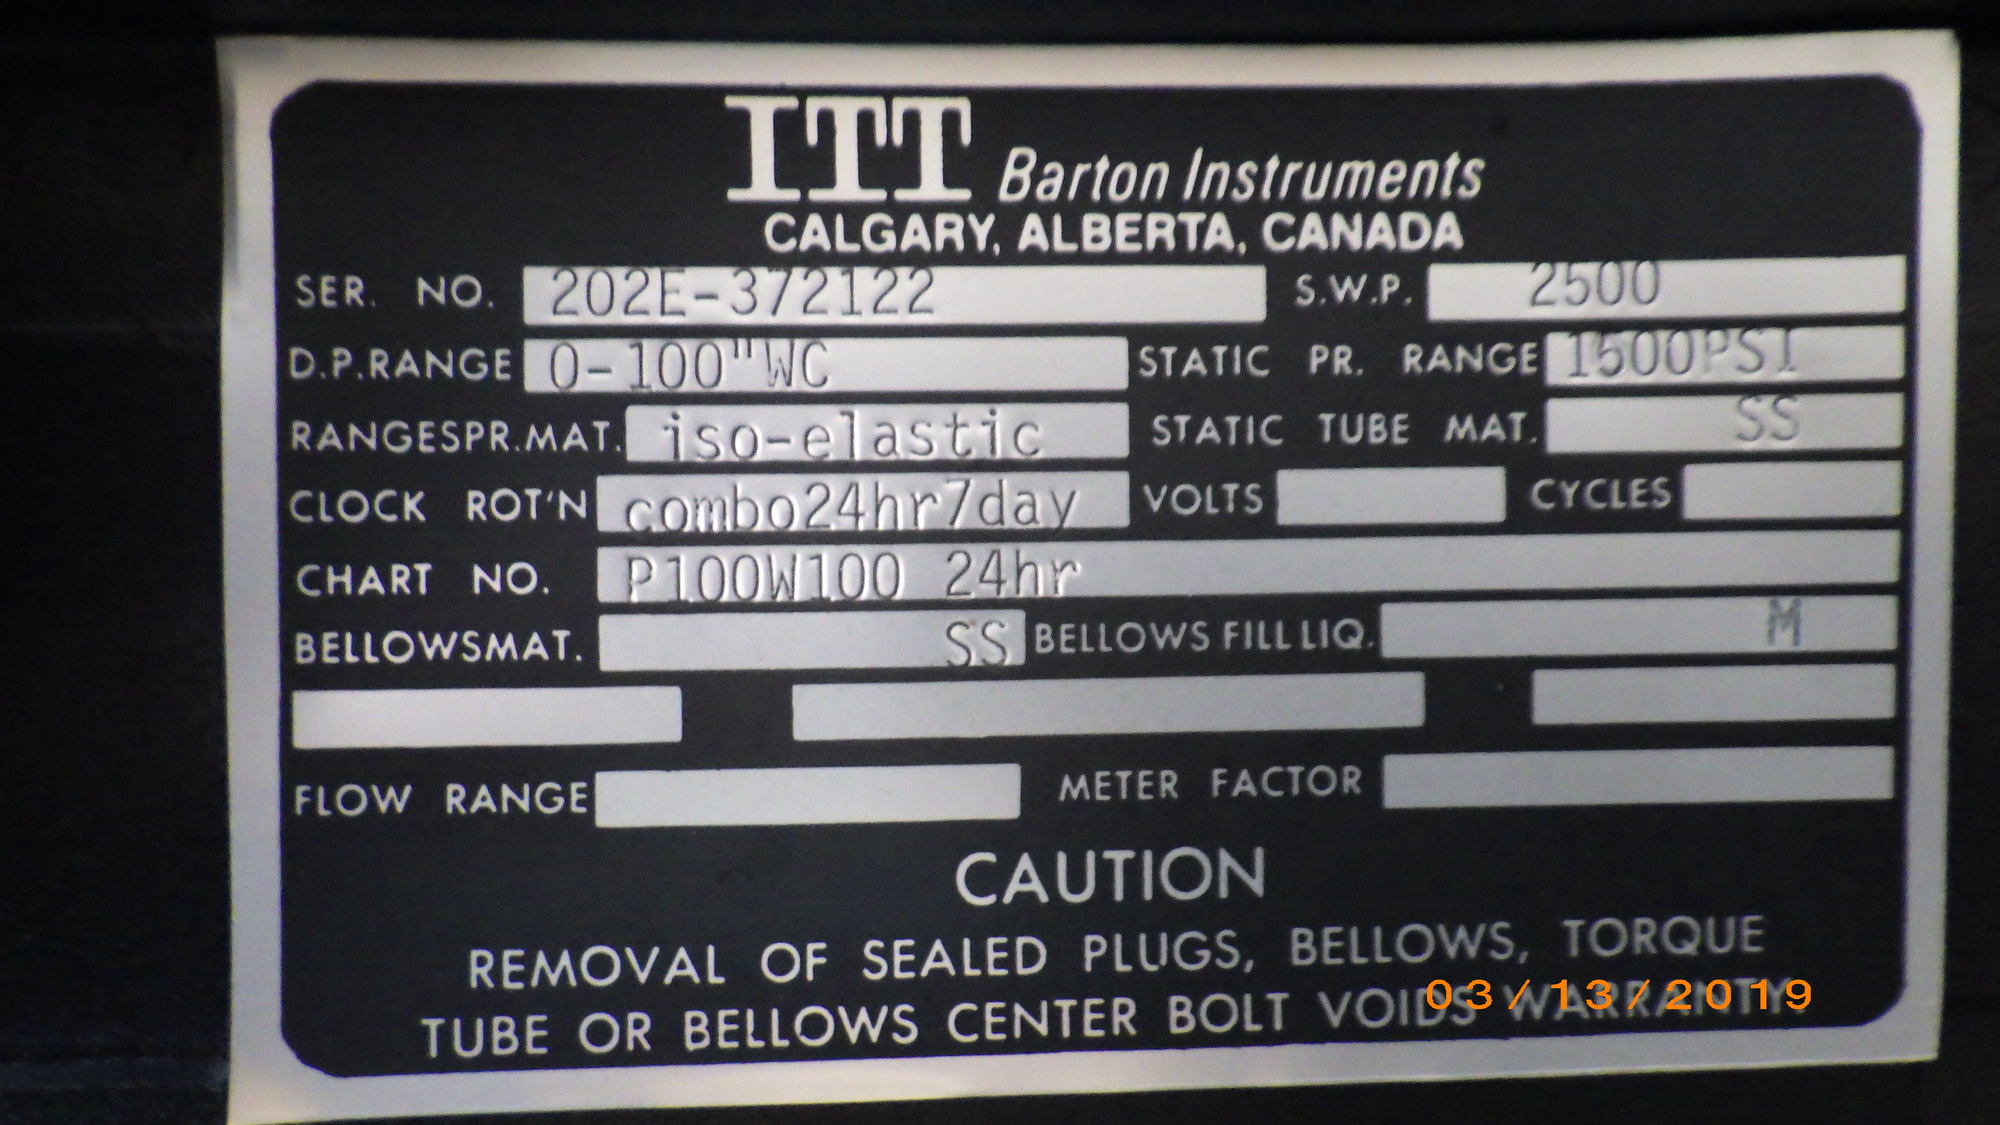 ITT Barton Instruments
CALGARY, ALBERTA, CANADA
SER. NO. 202E-372122 S.W.P. 2500
D.P.RANGE 0-100"WC STATIC PR. RANGE 1500PSI
RANGESPR.MAT. iso-elastic STATIC TUBE MAT. SS
CLOCK ROT'N combo24hr7day VOLTS CYCLES
CHART NO. P100W100 24hr
BELLOWSMAT. SS BELLOWS FILL LIQ. M
FLOW RANGE METER FACTOR
CAUTION
REMOVAL OF SEALED PLUGS, BELLOWS, TORQUE
TUBE OR BELLOWS CENTER BOLT VOIDS WARRANTY.
03/13/2019